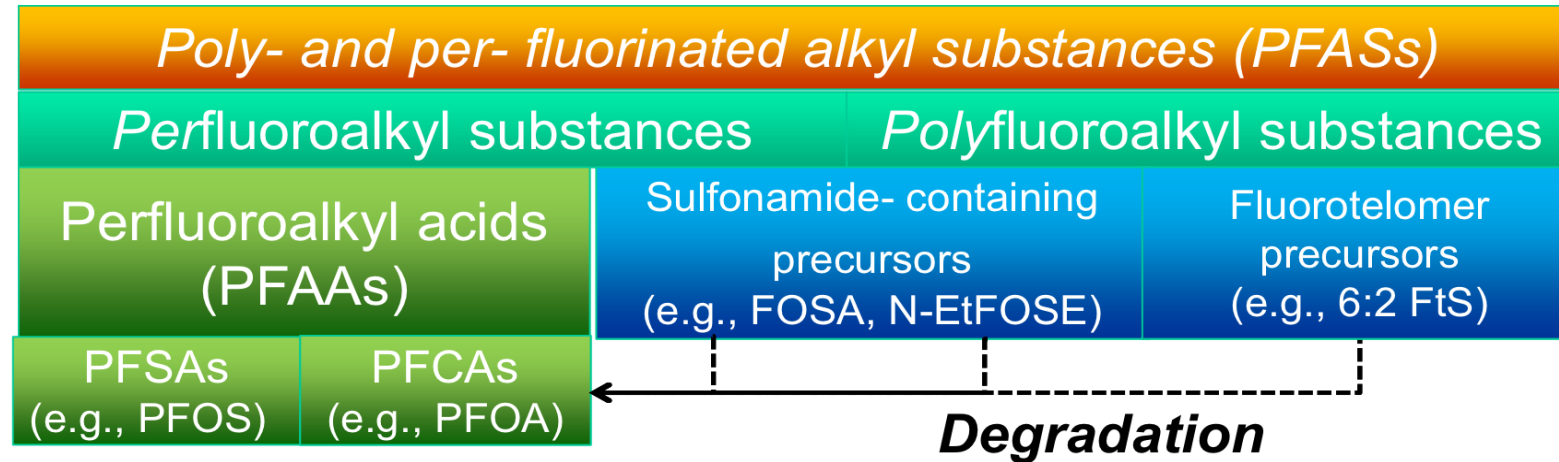 Poly- and per- fluorinated alkyl substances (PFASs)
Perfluoroalkyl substances
Polyfluoroalkyl substances
Perfluoroalkyl acids
(PFAAs)
Sulfonamide- containing
precursors
(e.g., FOSA, N-EtFOSE)
Fluorotelomer
precursors
(e.g., 6:2 FtS)
PFSAs
(e.g., PFOS)
PFCAs
(e.g., PFOA)
Degradation